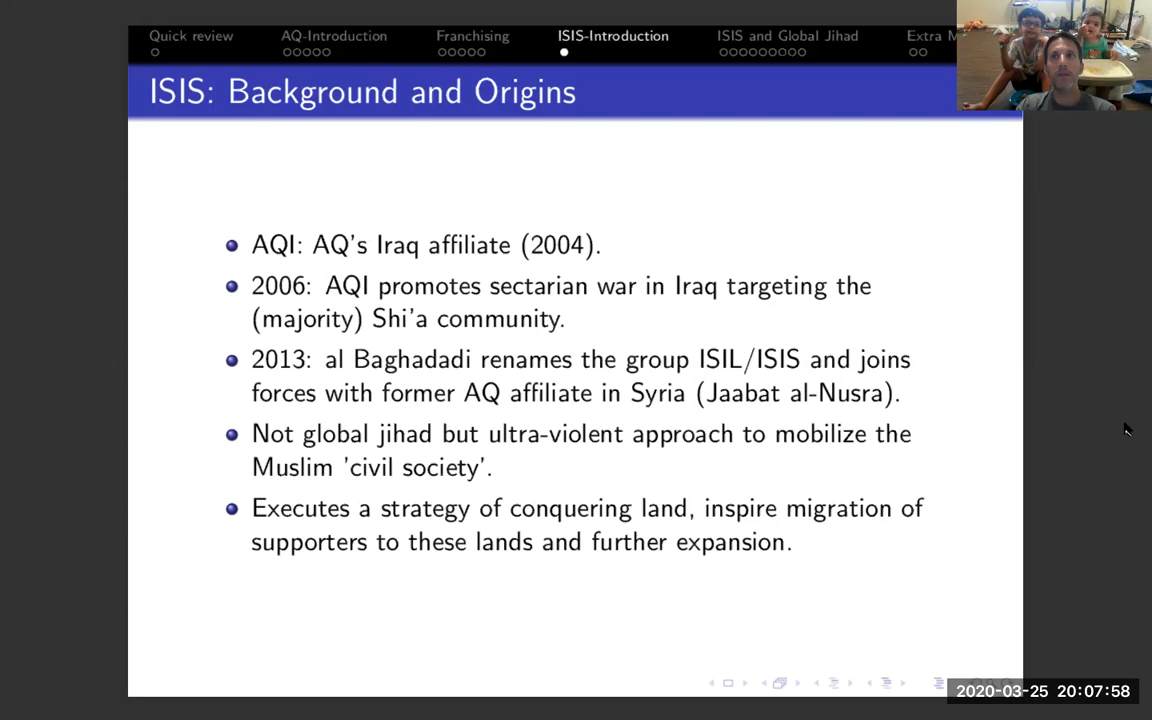 Quick review AQ-Introduction Franchising ISIS-Introduction ISIS and Global Jihad Extra
ISIS: Background and Origins
AQI: AQ's Iraq affiliate (2004).
2006: AQI promotes sectarian war in Iraq targeting the
(majority) Shi'a community.
2013: al Baghadadi renames the group ISIL/ISIS and joins
forces with former AQ affiliate in Syria (Jaabat al-Nusra).
Not global jihad but ultra-violent approach to mobilize the
Muslim 'civil society'.
Executes a strategy of conquering land, inspire migration of
supporters to these lands and further expansion.
2020-03-25 20:07:58